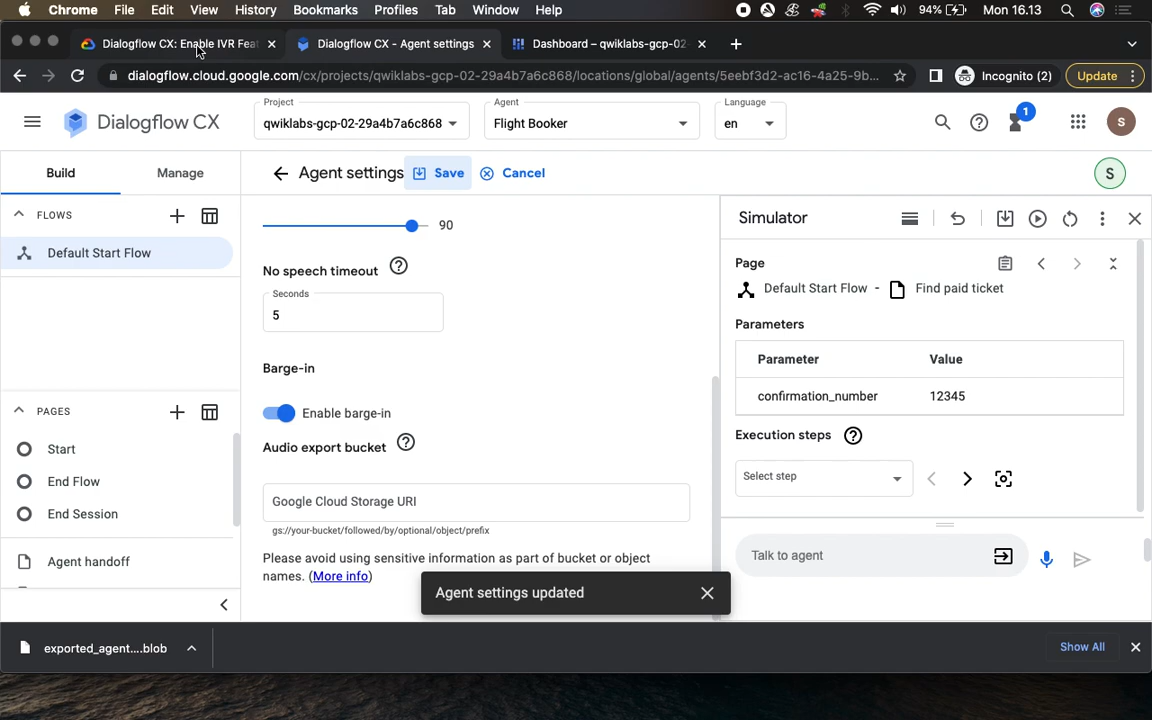 Chrome File Edit View History Bookmarks Profiles Tab Window Help 94% Mon 16.13
Dialogflow CX: Enable IVR Feat
Dialogflow CX - Agent settings
Dashboard – qwiklabs-gcp-02-
dialogflow.cloud.google.com/cx/projects/qwiklabs-gcp-02-29a4b7a6c868/locations/global/agents/5eebf3d2-ac16-4a25-9b... Incognito (2) Update
Dialogflow CX
Project
qwiklabs-gcp-02-29a4b7a6c868
Agent
Flight Booker
Language
en
1
S
Build Manage
Agent settings Save Cancel
S
FLOWS
Default Start Flow
PAGES
Start
End Flow
End Session
Agent handoff
90
No speech timeout
Seconds
5
Barge-in
Enable barge-in
Audio export bucket
Google Cloud Storage URI
gs://your-bucket/followed/by/optional/object/prefix
Please avoid using sensitive information as part of bucket or object
names. (More info)
Agent settings updated
Simulator
Page
Default Start Flow - Find paid ticket
Parameters
Parameter Value
confirmation_number 12345
Execution steps
Select step
Talk to agent
exported_agent....blob
Show All